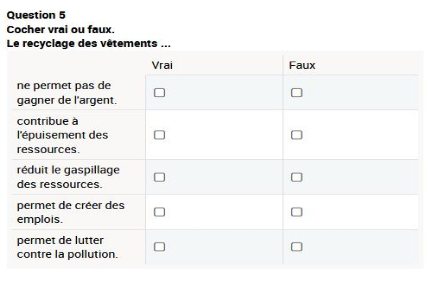 Question 5
Cocher vrai ou faux.
Le recyclage des vêtements ...
Vrai Faux
ne permet pas de
gagner de l'argent.
contribue à
l'épuisement des
ressources.
réduit le gaspillage
des ressources.
permet de créer des
emplois.
permet de lutter
contre la pollution.